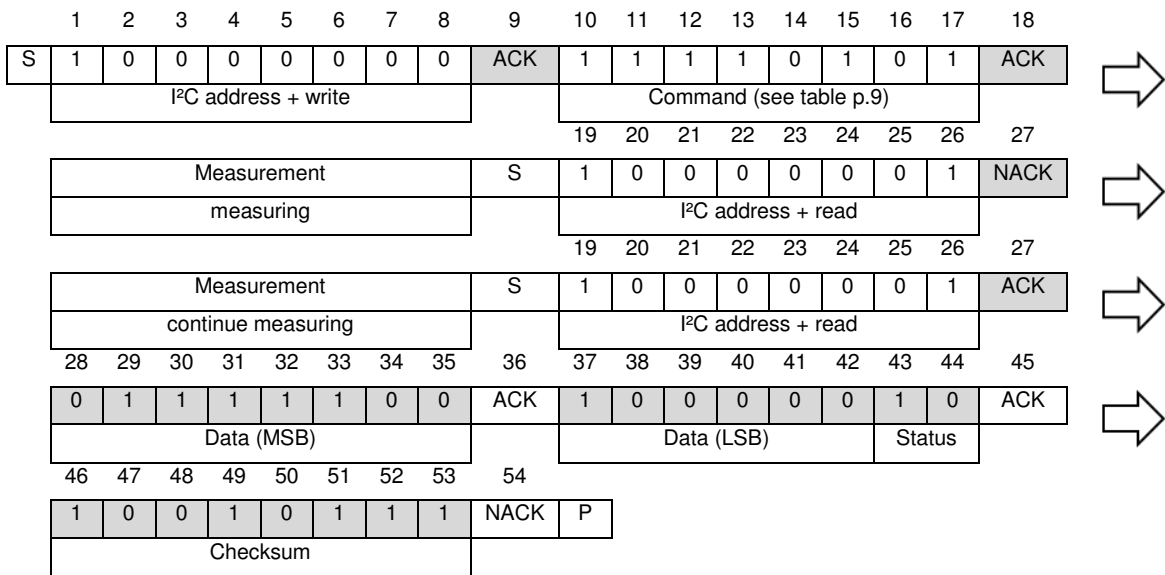 1 2 3 4 5 6 7 8 9 10 11 12 13 14 15 16 17 18
S 1 0 0 0 0 0 0 0 ACK 1 1 1 1 0 1 0 1 ACK
I²C address + write Command (see table p.9)
19 20 21 22 23 24 25 26 27
Measurement S 1 0 0 0 0 0 0 1 NACK
measuring I²C address + read
19 20 21 22 23 24 25 26 27
Measurement S 1 0 0 0 0 0 0 1 ACK
continue measuring I²C address + read
28 29 30 31 32 33 34 35 36 37 38 39 40 41 42 43 44 45
0 1 1 1 1 1 0 0 ACK 1 0 0 0 0 0 1 0 ACK
Data (MSB) Data (LSB) Status
46 47 48 49 50 51 52 53 54
1 0 0 1 0 1 1 1 NACK P
Checksum